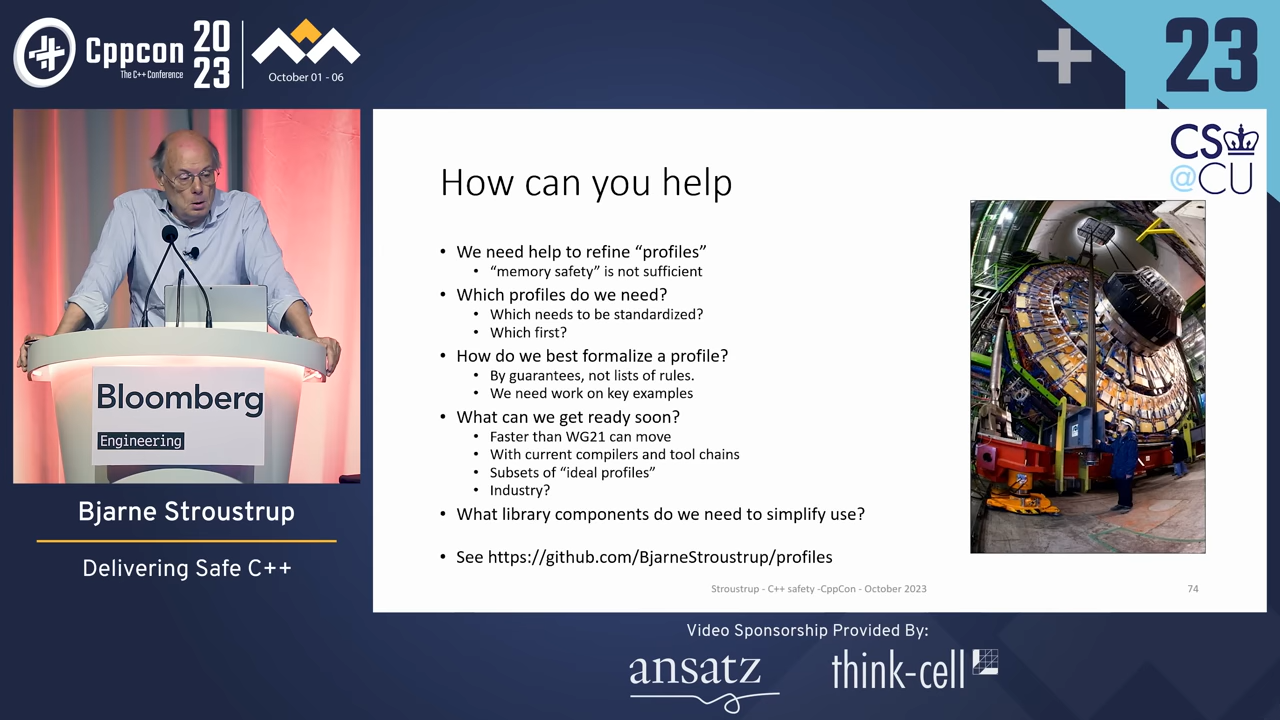 Cppcon
The C++ Conference
20
23
October 01 - 06
23
CS
@CU
How can you help
• We need help to refine “profiles”
• “memory safety” is not sufficient
• Which profiles do we need?
• Which needs to be standardized?
• Which first?
• How do we best formalize a profile?
• By guarantees, not lists of rules.
• We need work on key examples
• What can we get ready soon?
• Faster than WG21 can move
• With current compilers and tool chains
• Subsets of “ideal profiles”
• Industry?
• What library components do we need to simplify use?
• See https://github.com/BjarneStroustrup/profiles
Stroustrup - C++ safety -CppCon - October 2023
74
Bloomberg
Engineering
Bjarne Stroustrup
Delivering Safe C++
Video Sponsorship Provided By:
ansatz
think-cell